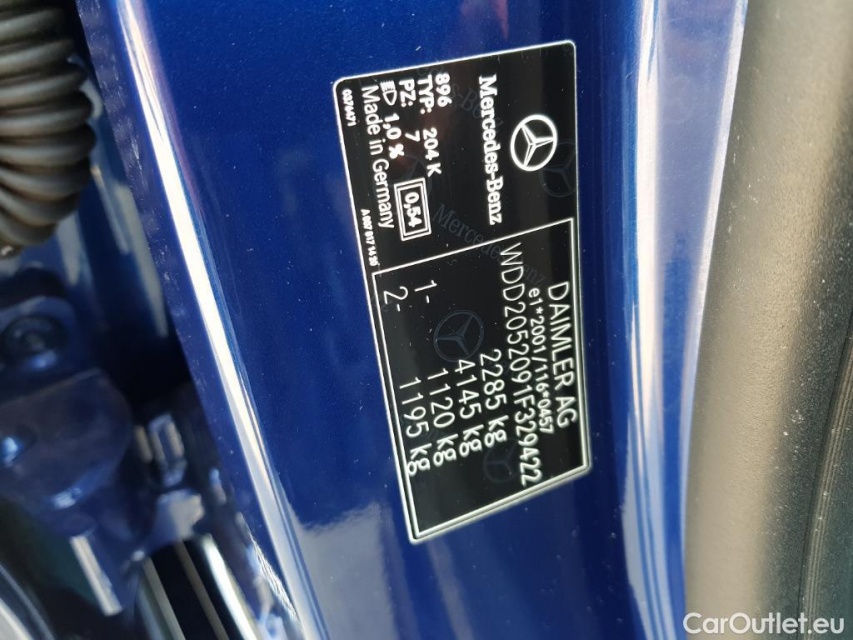 Mercedes-Benz
896
TYP: 204 K
PZ: 7
1,0 % 0,54
Made in Germany
0376471
DAIMLER AG
e1*2001/116*0457
WDD2052091F329422
2285 kg
4145 kg
1- 1120 kg
2- 1195 kg
CarOutlet.eu